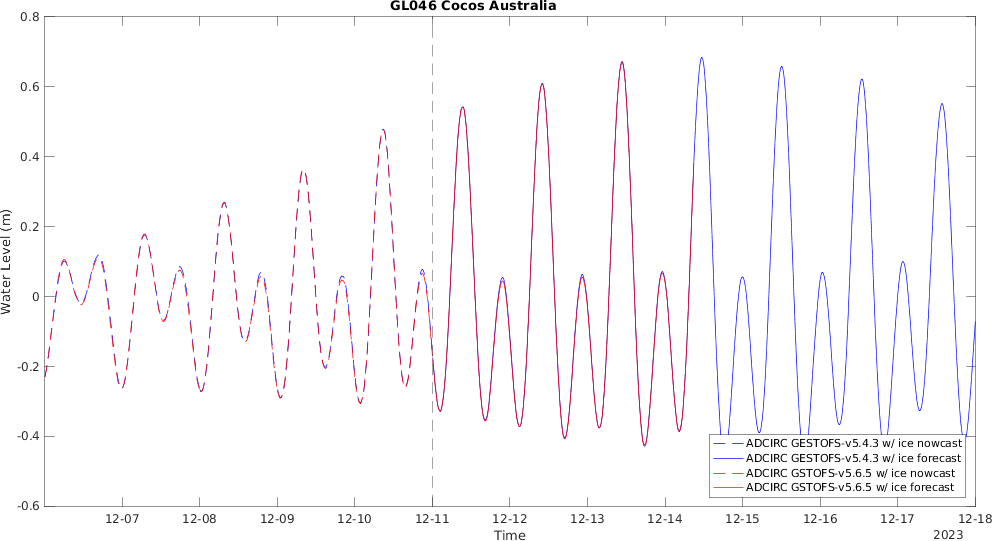 GL046 Cocos Australia
0.8
0.6
0.4
0.2
0
-0.2
-0.4
-0.6
Water Level (m)
ADCIRC GESTOFS-v5.4.3 w/ ice nowcast
ADCIRC GESTOFS-v5.4.3 w/ ice forecast
ADCIRC GSTOFS-v5.6.5 w/ ice nowcast
ADCIRC GSTOFS-v5.6.5 w/ ice forecast
12-07 12-08 12-09 12-10 12-11 12-12 12-13 12-14 12-15 12-16 12-17 12-18
Time 2023